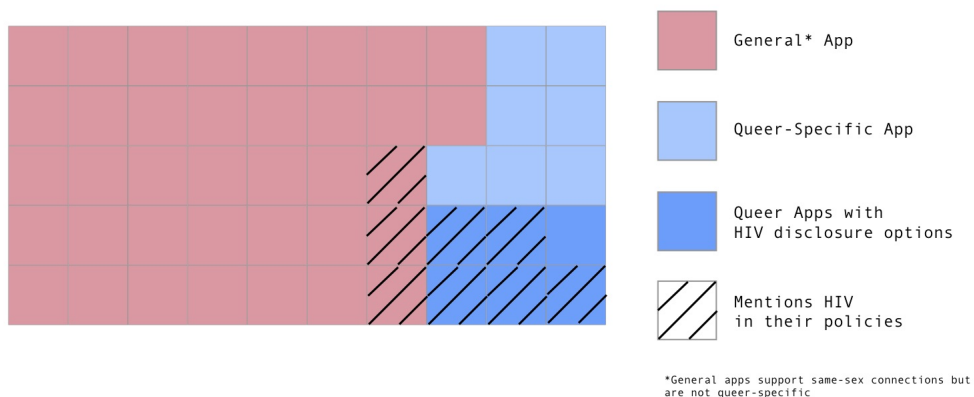 General* App
Queer-Specific App
Queer Apps with
HIV disclosure options
Mentions HIV
in their policies
*General apps support same-sex connections but
are not queer-specific